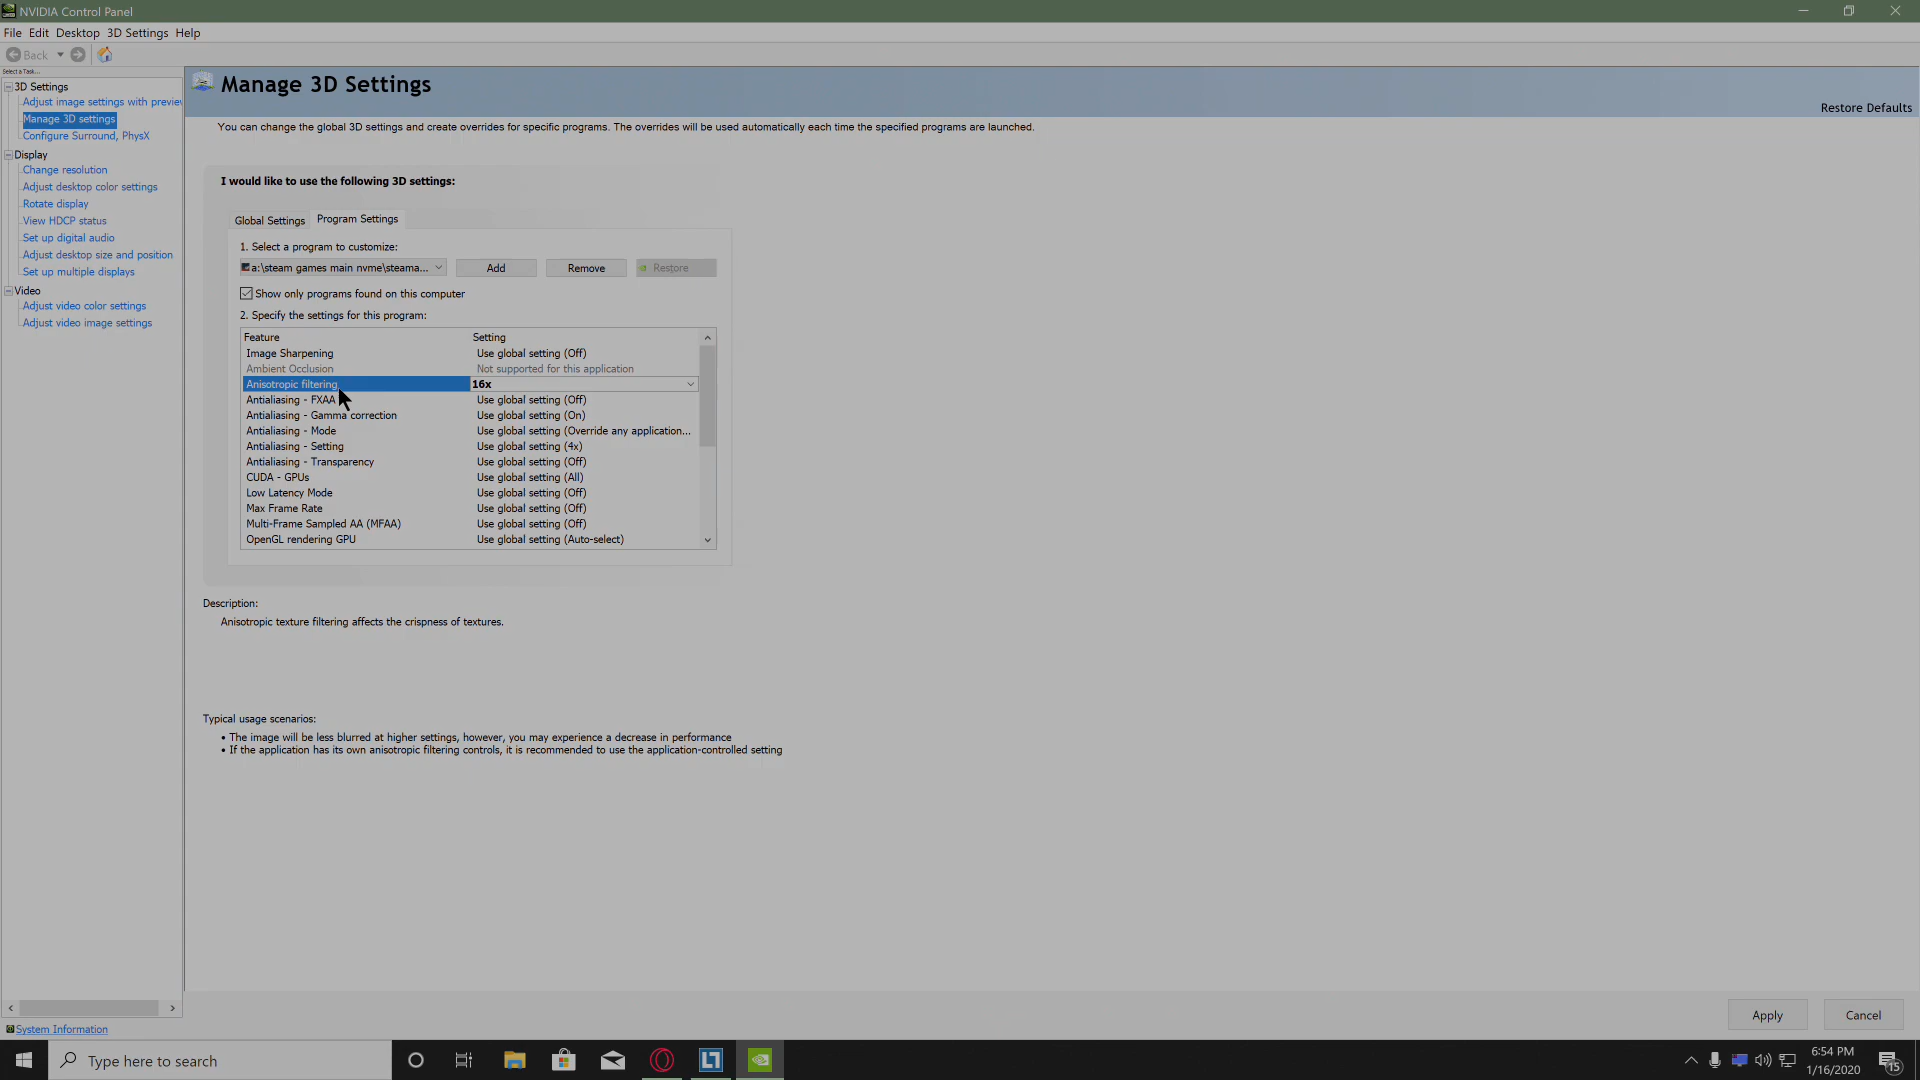 NVIDIA Control Panel
File Edit Desktop 3D Settings Help
Back
Select a Task...
3D Settings
Adjust image settings with preview
Manage 3D settings
Configure Surround, PhysX
Display
Change resolution
Adjust desktop color settings
Rotate display
View HDCP status
Set up digital audio
Adjust desktop size and position
Set up multiple displays
Video
Adjust video color settings
Adjust video image settings
System Information
Manage 3D Settings
Restore Defaults
You can change the global 3D settings and create overrides for specific programs. The overrides will be used automatically each time the specified programs are launched.
I would like to use the following 3D settings:
Global Settings Program Settings
1. Select a program to customize:
a:\steam games main nvme\steama... Add Remove Restore
Show only programs found on this computer
2. Specify the settings for this program:
Feature Setting
Image Sharpening Use global setting (Off)
Ambient Occlusion Not supported for this application
Anisotropic filtering 16x
Antialiasing - FXAA Use global setting (Off)
Antialiasing - Gamma correction Use global setting (On)
Antialiasing - Mode Use global setting (Override any application...
Antialiasing - Setting Use global setting (4x)
Antialiasing - Transparency Use global setting (Off)
CUDA - GPUs Use global setting (All)
Low Latency Mode Use global setting (Off)
Max Frame Rate Use global setting (Off)
Multi-Frame Sampled AA (MFAA) Use global setting (Off)
OpenGL rendering GPU Use global setting (Auto-select)
Description:
Anisotropic texture filtering affects the crispness of textures.
Typical usage scenarios:
• The image will be less blurred at higher settings, however, you may experience a decrease in performance
• If the application has its own anisotropic filtering controls, it is recommended to use the application-controlled setting
Apply Cancel
Type here to search
6:54 PM
1/16/2020
15